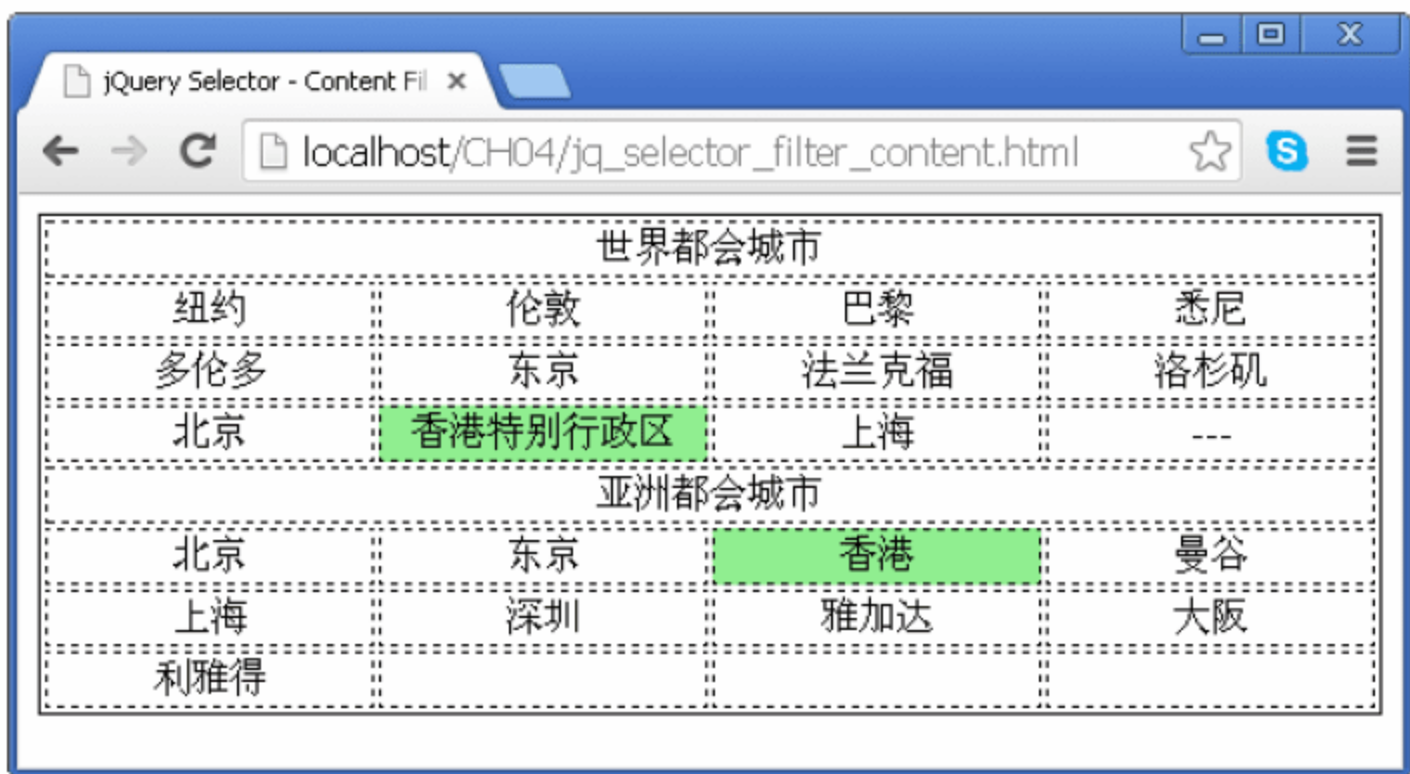 jQuery Selector - Content Fil
localhost/CH04/jq_selector_filter_content.html
世界都会城市
纽约 伦敦 巴黎 悉尼
多伦多 东京 法兰克福 洛杉矶
北京 香港特别行政区 上海 ---
亚洲都会城市
北京 东京 香港 曼谷
上海 深圳 雅加达 大阪
利雅得